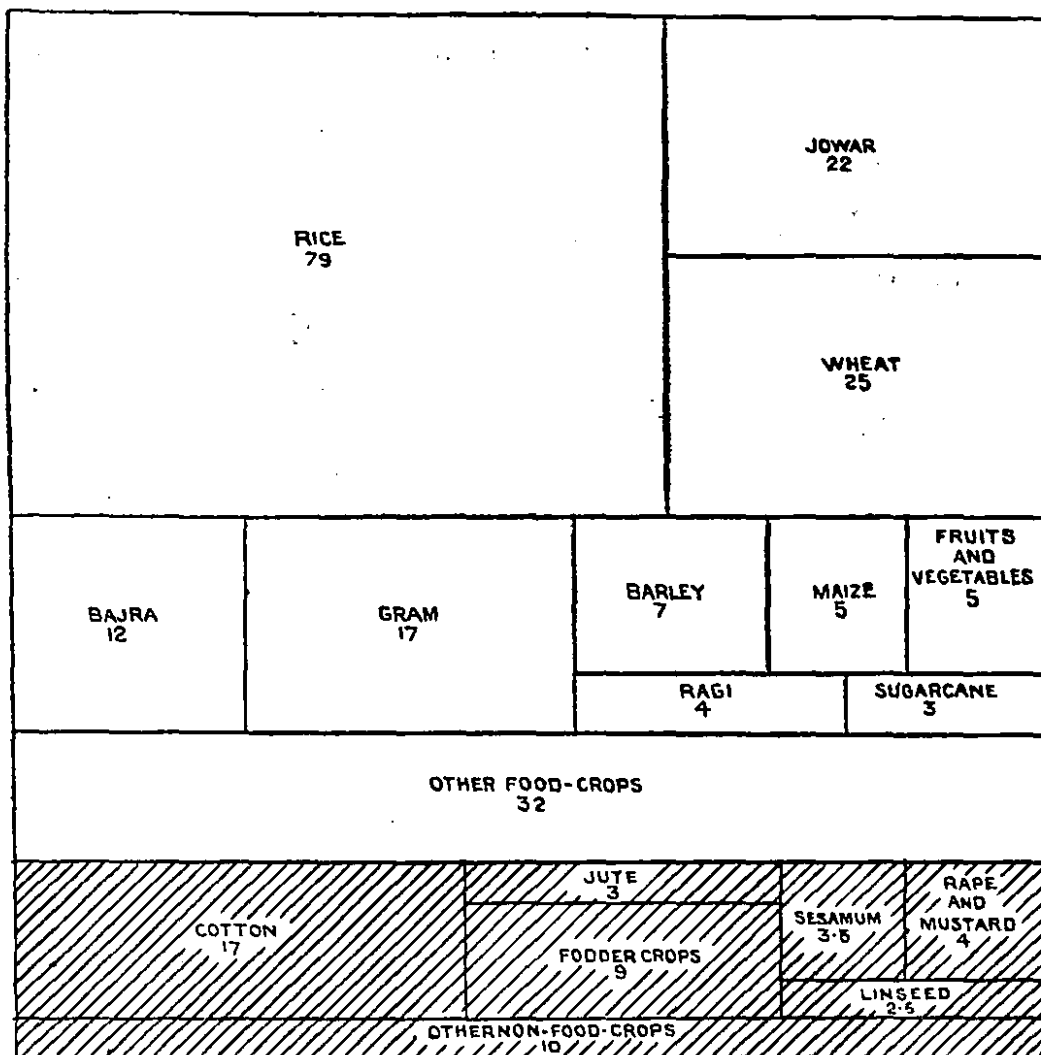 RICE
79
JOWAR
22
WHEAT
25
BAJRA
12
GRAM
17
BARLEY
7
MAIZE
5
FRUITS
AND
VEGETABLES
5
RAGI
4
SUGARCANE
3
OTHER FOOD-CROPS
32
COTTON
17
JUTE
3
FODDER CROPS
9
SESAMUM
3·5
RAPE
AND
MUSTARD
4
LINSEED
2·5
OTHER NON-FOOD-CROPS
10